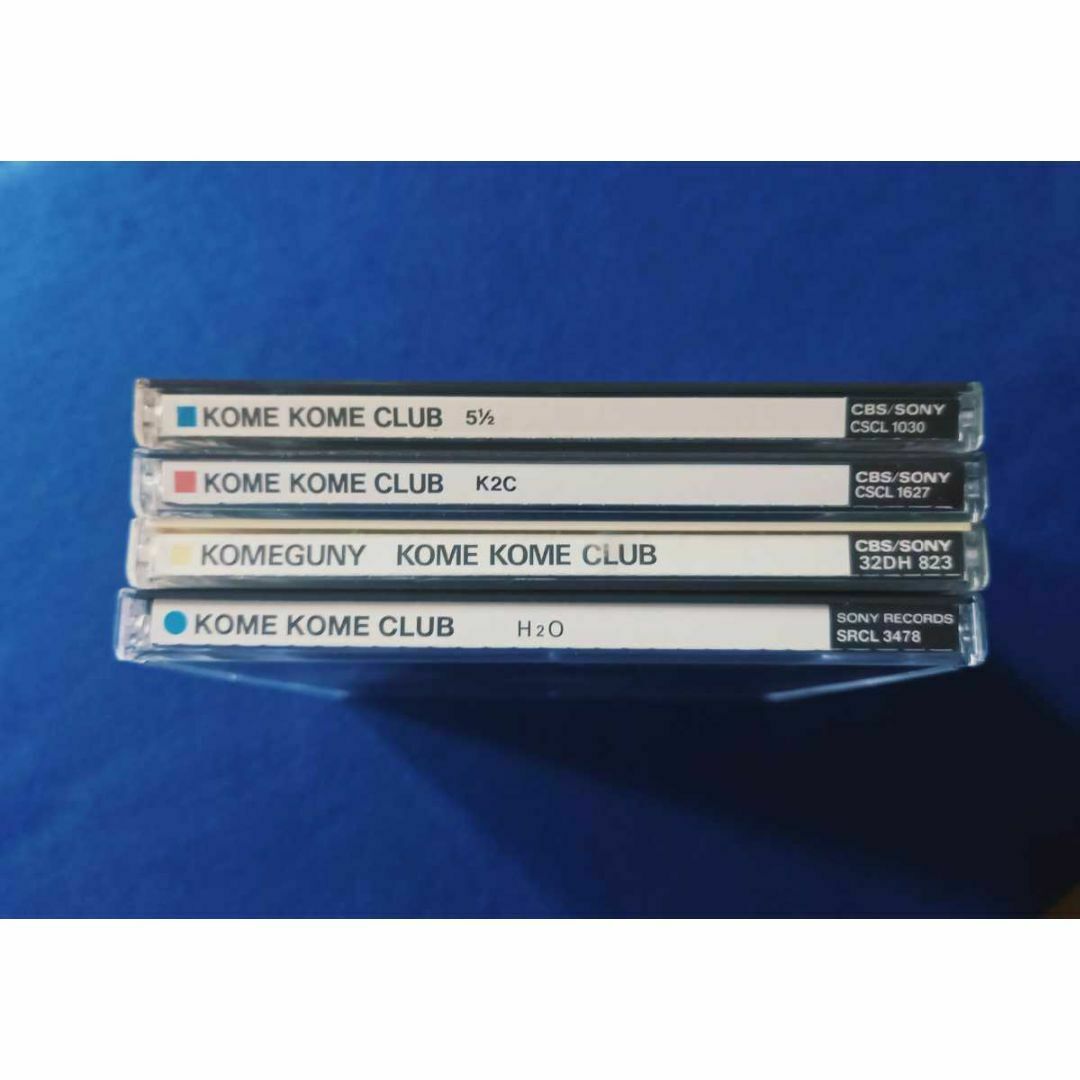 KOME KOME CLUB 5½ CBS/SONY
CSCL 1030
KOME KOME CLUB K2C CBS/SONY
CSCL 1627
KOMEGUNY KOME KOME CLUB CBS/SONY
32DH 823
KOME KOME CLUB H2O SONY RECORDS
SRCL 3478